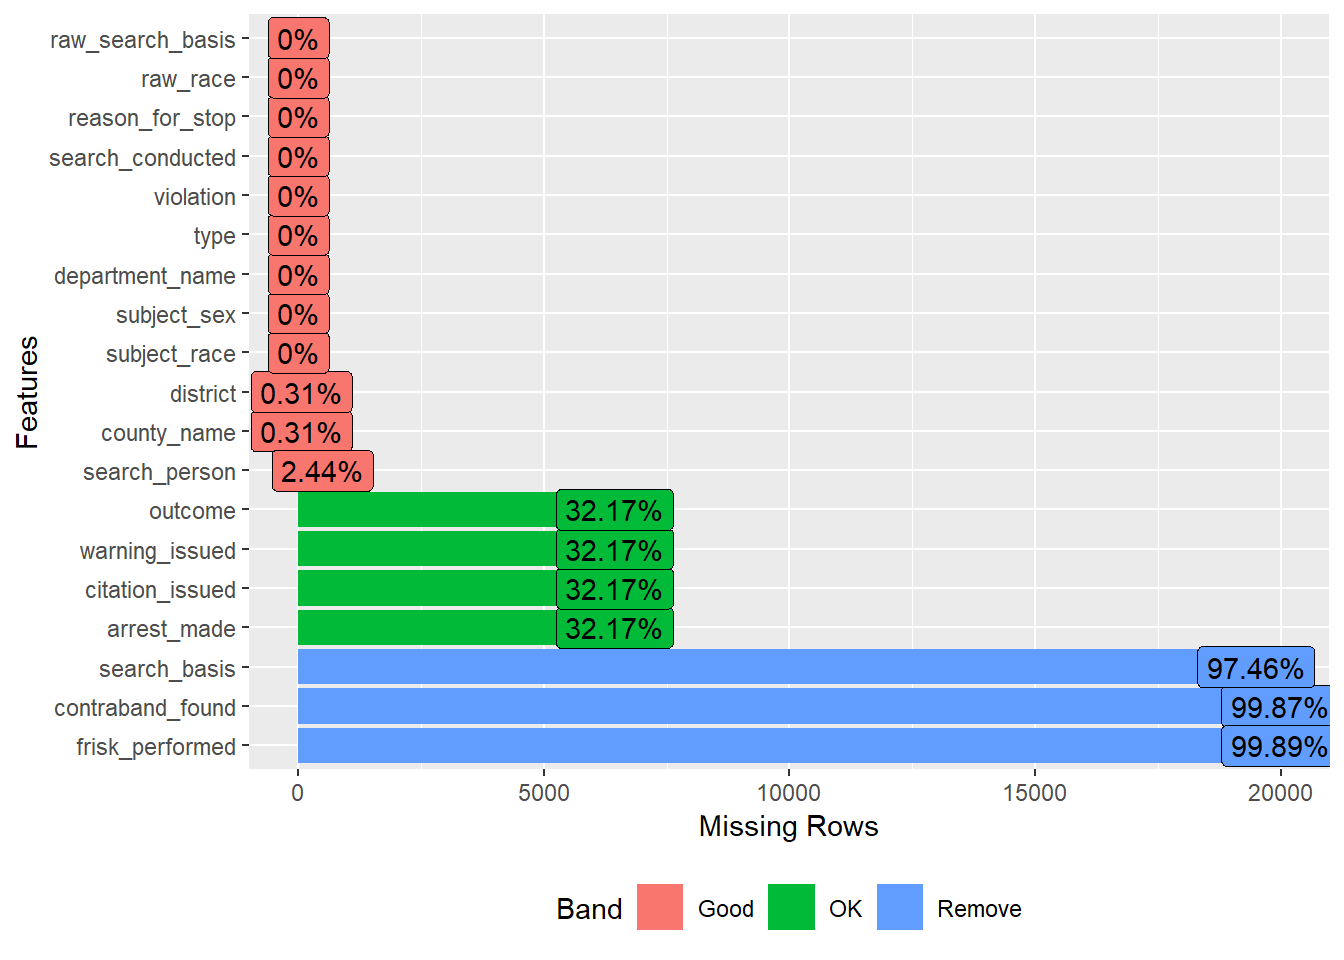 raw_search_basis 0%
raw_race 0%
reason_for_stop 0%
search_conducted 0%
violation 0%
type 0%
department_name 0%
subject_sex 0%
subject_race 0%
district 0.31%
county_name 0.31%
search_person 2.44%
outcome 32.17%
warning_issued 32.17%
citation_issued 32.17%
arrest_made 32.17%
search_basis 97.46%
contraband_found 99.87%
frisk_performed 99.89%
Features
0 5000 10000 15000 20000
Missing Rows
Band Good OK Remove